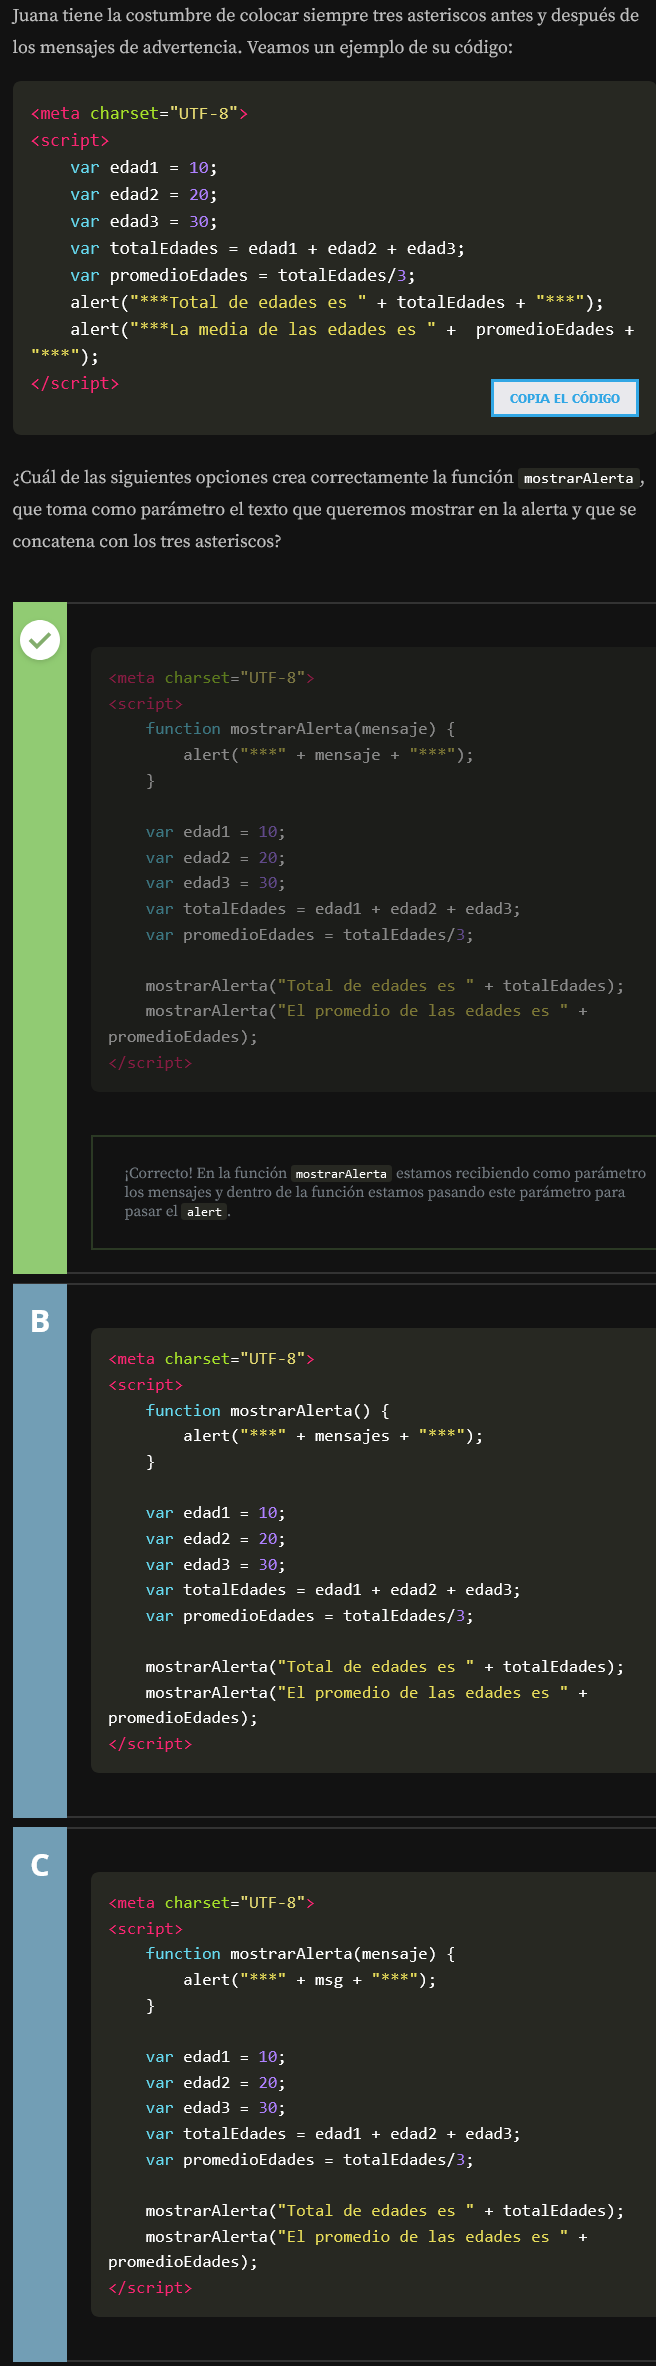 Juana tiene la costumbre de colocar siempre tres asteriscos antes y después de
los mensajes de advertencia. Veamos un ejemplo de su código:
<meta charset="UTF-8">
<script>
    var edad1 = 10;
    var edad2 = 20;
    var edad3 = 30;
    var totalEdades = edad1 + edad2 + edad3;
    var promedioEdades = totalEdades/3;
    alert("***Total de edades es " + totalEdades + "***");
    alert("***La media de las edades es " +  promedioEdades +
"***");
</script>
COPIA EL CÓDIGO
¿Cuál de las siguientes opciones crea correctamente la función mostrarAlerta,
que toma como parámetro el texto que queremos mostrar en la alerta y que se
concatena con los tres asteriscos?
<meta charset="UTF-8">
<script>
    function mostrarAlerta(mensaje) {
        alert("***" + mensaje + "***");
    }
    var edad1 = 10;
    var edad2 = 20;
    var edad3 = 30;
    var totalEdades = edad1 + edad2 + edad3;
    var promedioEdades = totalEdades/3;
    mostrarAlerta("Total de edades es " + totalEdades);
    mostrarAlerta("El promedio de las edades es " +
promedioEdades);
</script>
¡Correcto! En la función mostrarAlerta estamos recibiendo como parámetro
los mensajes y dentro de la función estamos pasando este parámetro para
pasar el alert.
B
<meta charset="UTF-8">
<script>
    function mostrarAlerta() {
        alert("***" + mensajes + "***");
    }
    var edad1 = 10;
    var edad2 = 20;
    var edad3 = 30;
    var totalEdades = edad1 + edad2 + edad3;
    var promedioEdades = totalEdades/3;
    mostrarAlerta("Total de edades es " + totalEdades);
    mostrarAlerta("El promedio de las edades es " +
promedioEdades);
</script>
C
<meta charset="UTF-8">
<script>
    function mostrarAlerta(mensaje) {
        alert("***" + msg + "***");
    }
    var edad1 = 10;
    var edad2 = 20;
    var edad3 = 30;
    var totalEdades = edad1 + edad2 + edad3;
    var promedioEdades = totalEdades/3;
    mostrarAlerta("Total de edades es " + totalEdades);
    mostrarAlerta("El promedio de las edades es " +
promedioEdades);
</script>